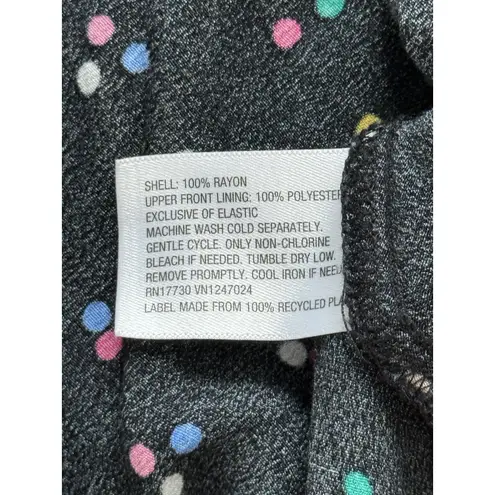 SHELL: 100% RAYON
UPPER FRONT LINING: 100% POLYESTER
EXCLUSIVE OF ELASTIC
MACHINE WASH COLD SEPARATELY.
GENTLE CYCLE. ONLY NON-CHLORINE
BLEACH IF NEEDED. TUMBLE DRY LOW.
REMOVE PROMPTLY. COOL IRON IF
RN17730 VN1247024
LABEL MADE FROM 100% RECYCLED